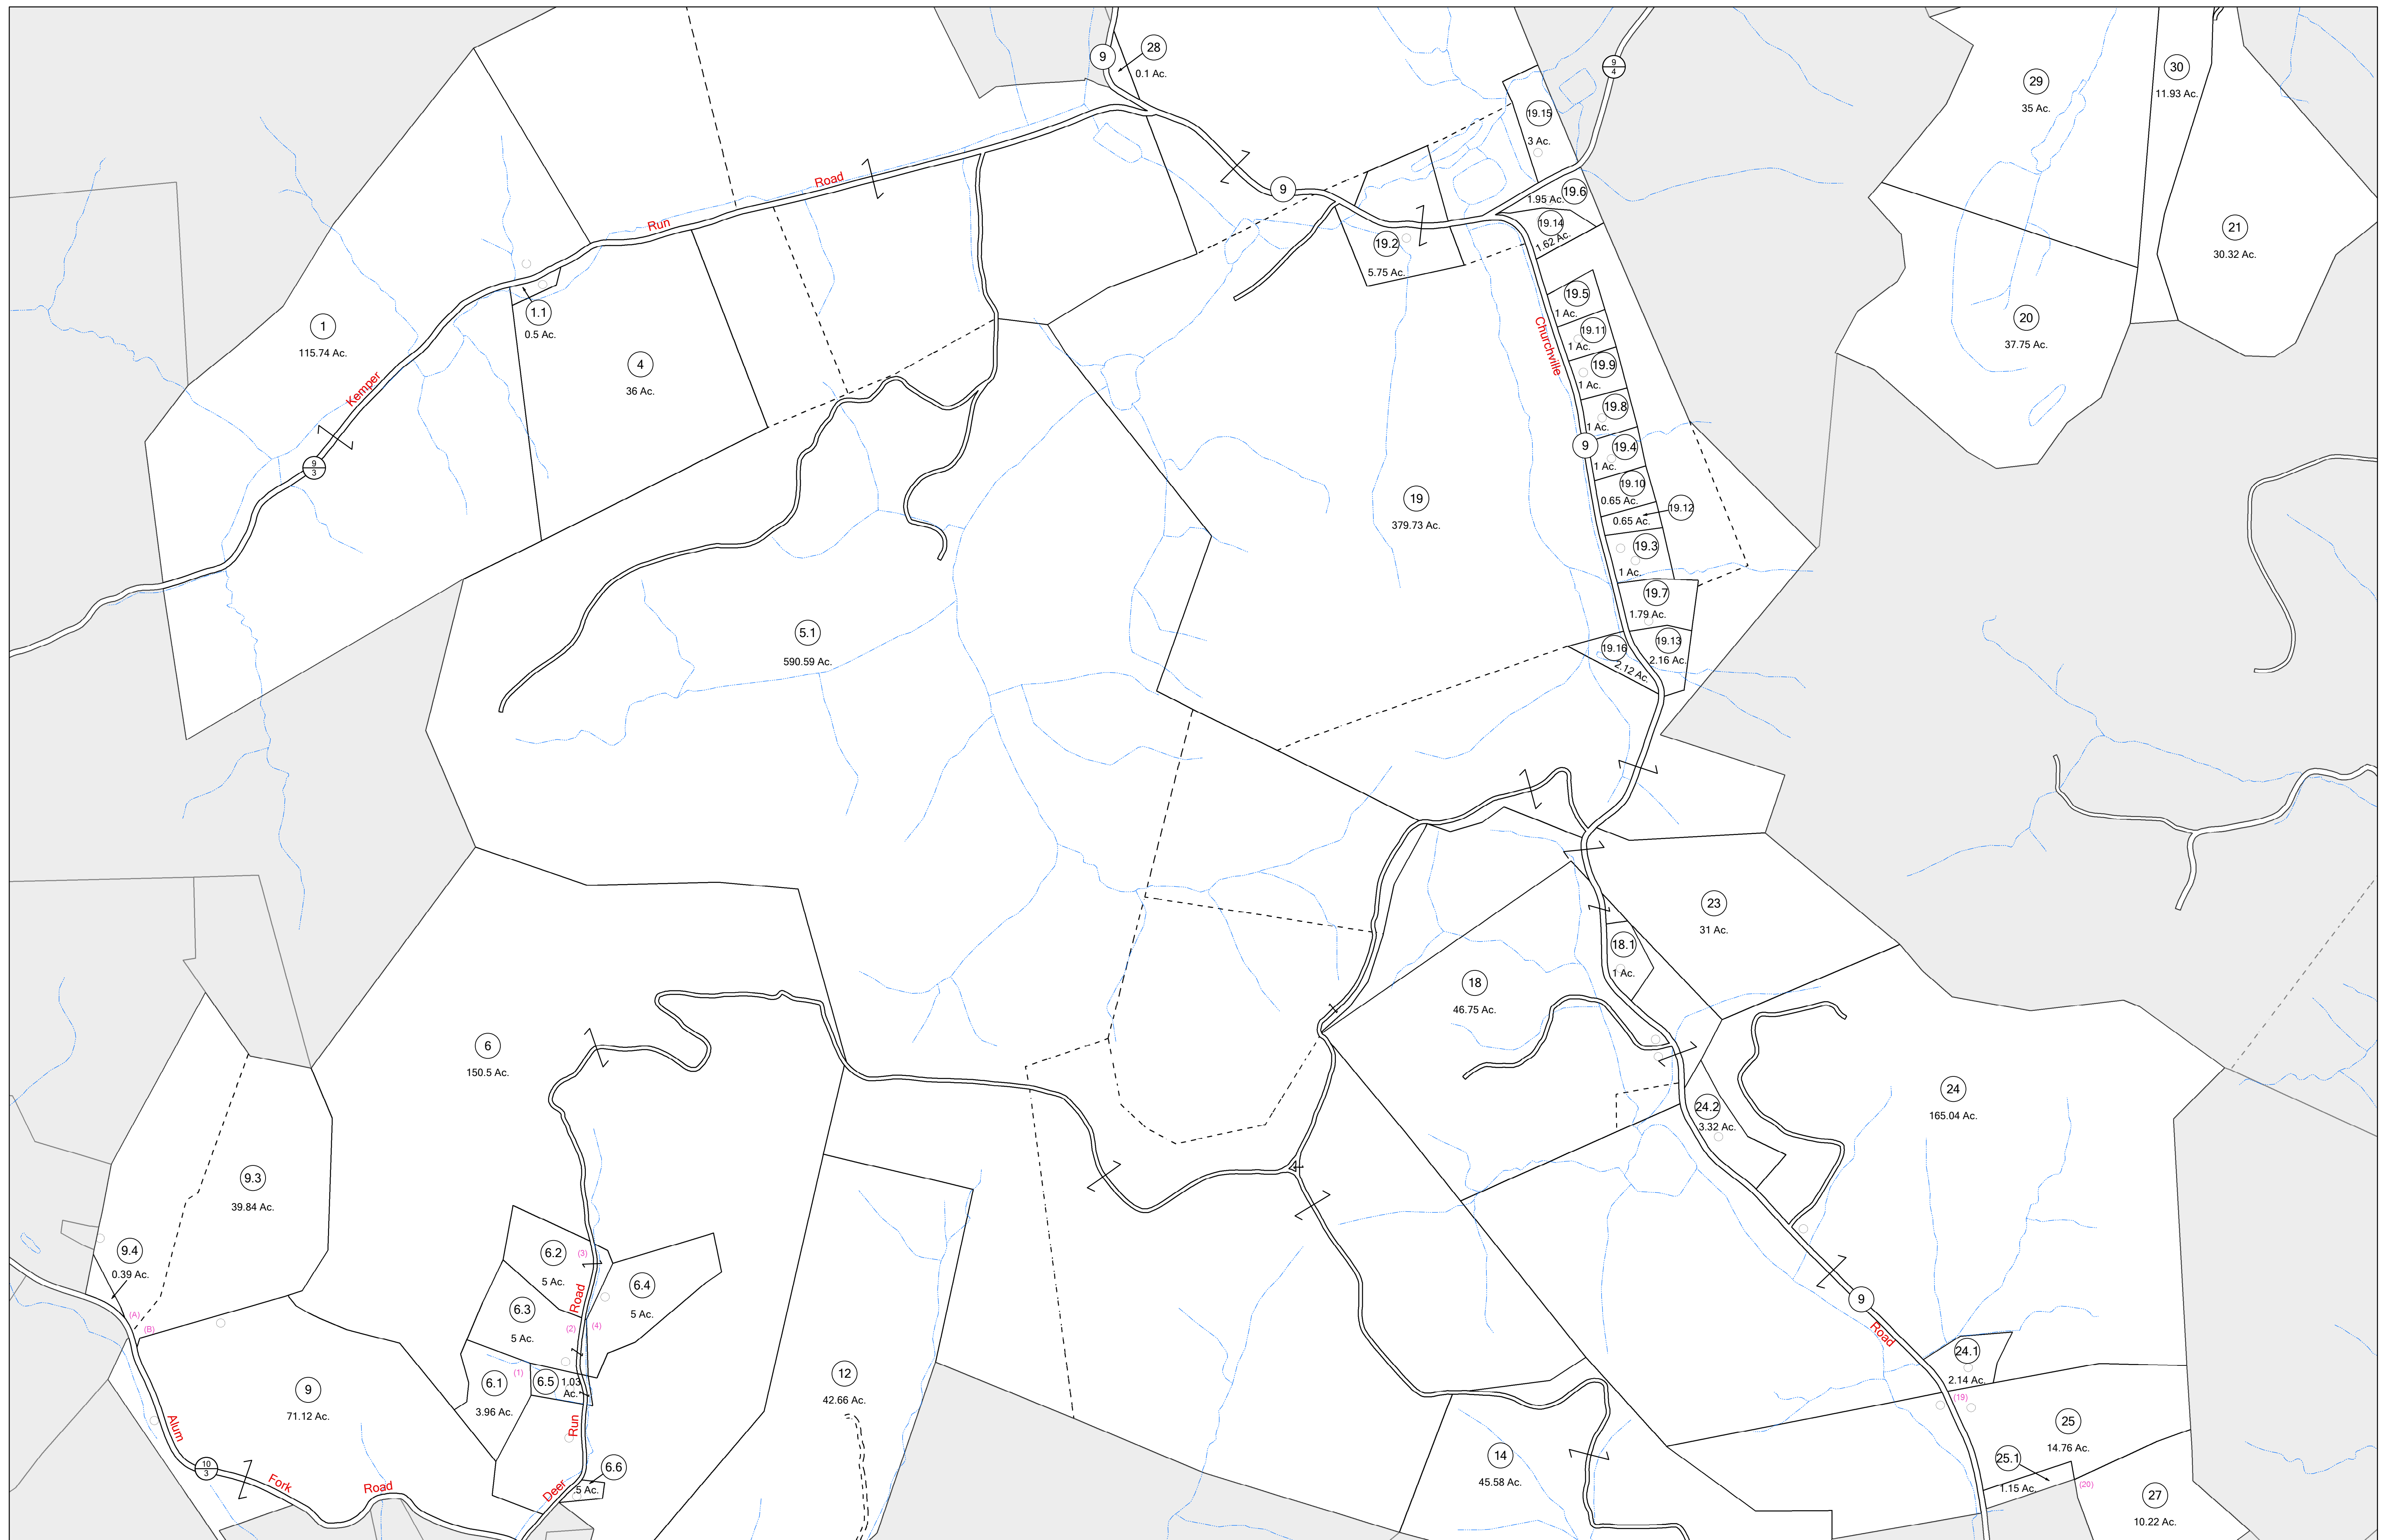 9
28
0.1 Ac.
9
4
29
35 Ac.
30
11.93 Ac.
19.15
3 Ac.
Run
Road
9
19.6
1.95 Ac.
19.14
1.62 Ac.
19.2
5.75 Ac.
21
30.32 Ac.
1
115.74 Ac.
1.1
0.5 Ac.
4
36 Ac.
Kemper
9
3
19.5
1 Ac.
19.11
1 Ac.
19.9
1 Ac.
19.8
1 Ac.
Churchville
9
19.4
1 Ac.
19.10
0.65 Ac.
19.12
0.65 Ac.
19.3
1 Ac.
19.7
1.79 Ac.
19.13
2.16 Ac.
19.16
2.12 Ac.
20
37.75 Ac.
19
379.73 Ac.
5.1
590.59 Ac.
23
31 Ac.
18.1
1 Ac.
18
46.75 Ac.
6
150.5 Ac.
24
165.04 Ac.
24.2
3.32 Ac.
9.3
39.84 Ac.
9.4
0.39 Ac.
(A)
(B)
6.2
5 Ac.
(3)
6.4
5 Ac.
6.3
5 Ac.
Road
(2)
(4)
(1)
6.1
3.96 Ac.
6.5
1.03
Ac.
Run
6.6
.5 Ac.
Deer
9
71.12 Ac.
Alum
10
3
Fork
Road
12
42.66 Ac.
14
45.58 Ac.
9
Road
24.1
2.14 Ac.
(19)
25
14.76 Ac.
25.1
1.15 Ac.
(20)
27
10.22 Ac.